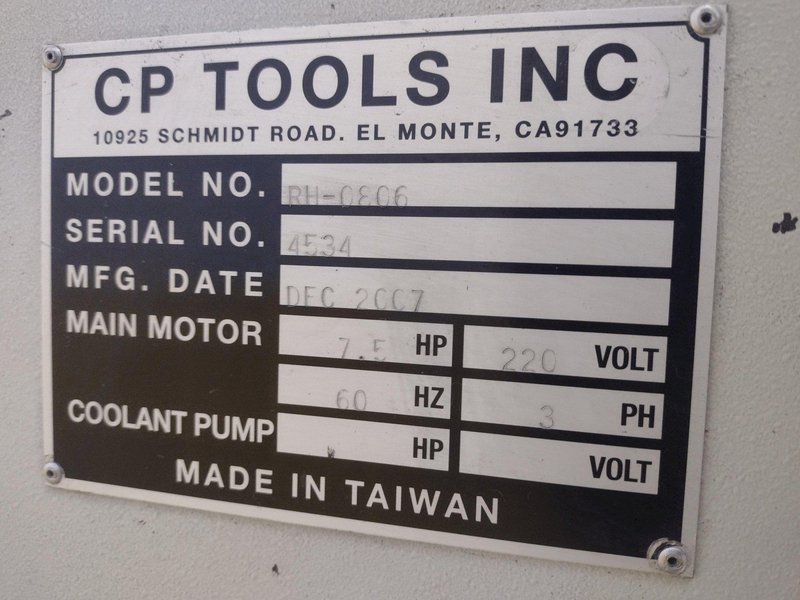 CP TOOLS INC
10925 SCHMIDT ROAD. EL MONTE, CA91733
MODEL NO. RH-0806
SERIAL NO. 4534
MFG. DATE DEC 2007
MAIN MOTOR 7.5 HP 220 VOLT
60 HZ 3 PH
COOLANT PUMP HP VOLT
MADE IN TAIWAN